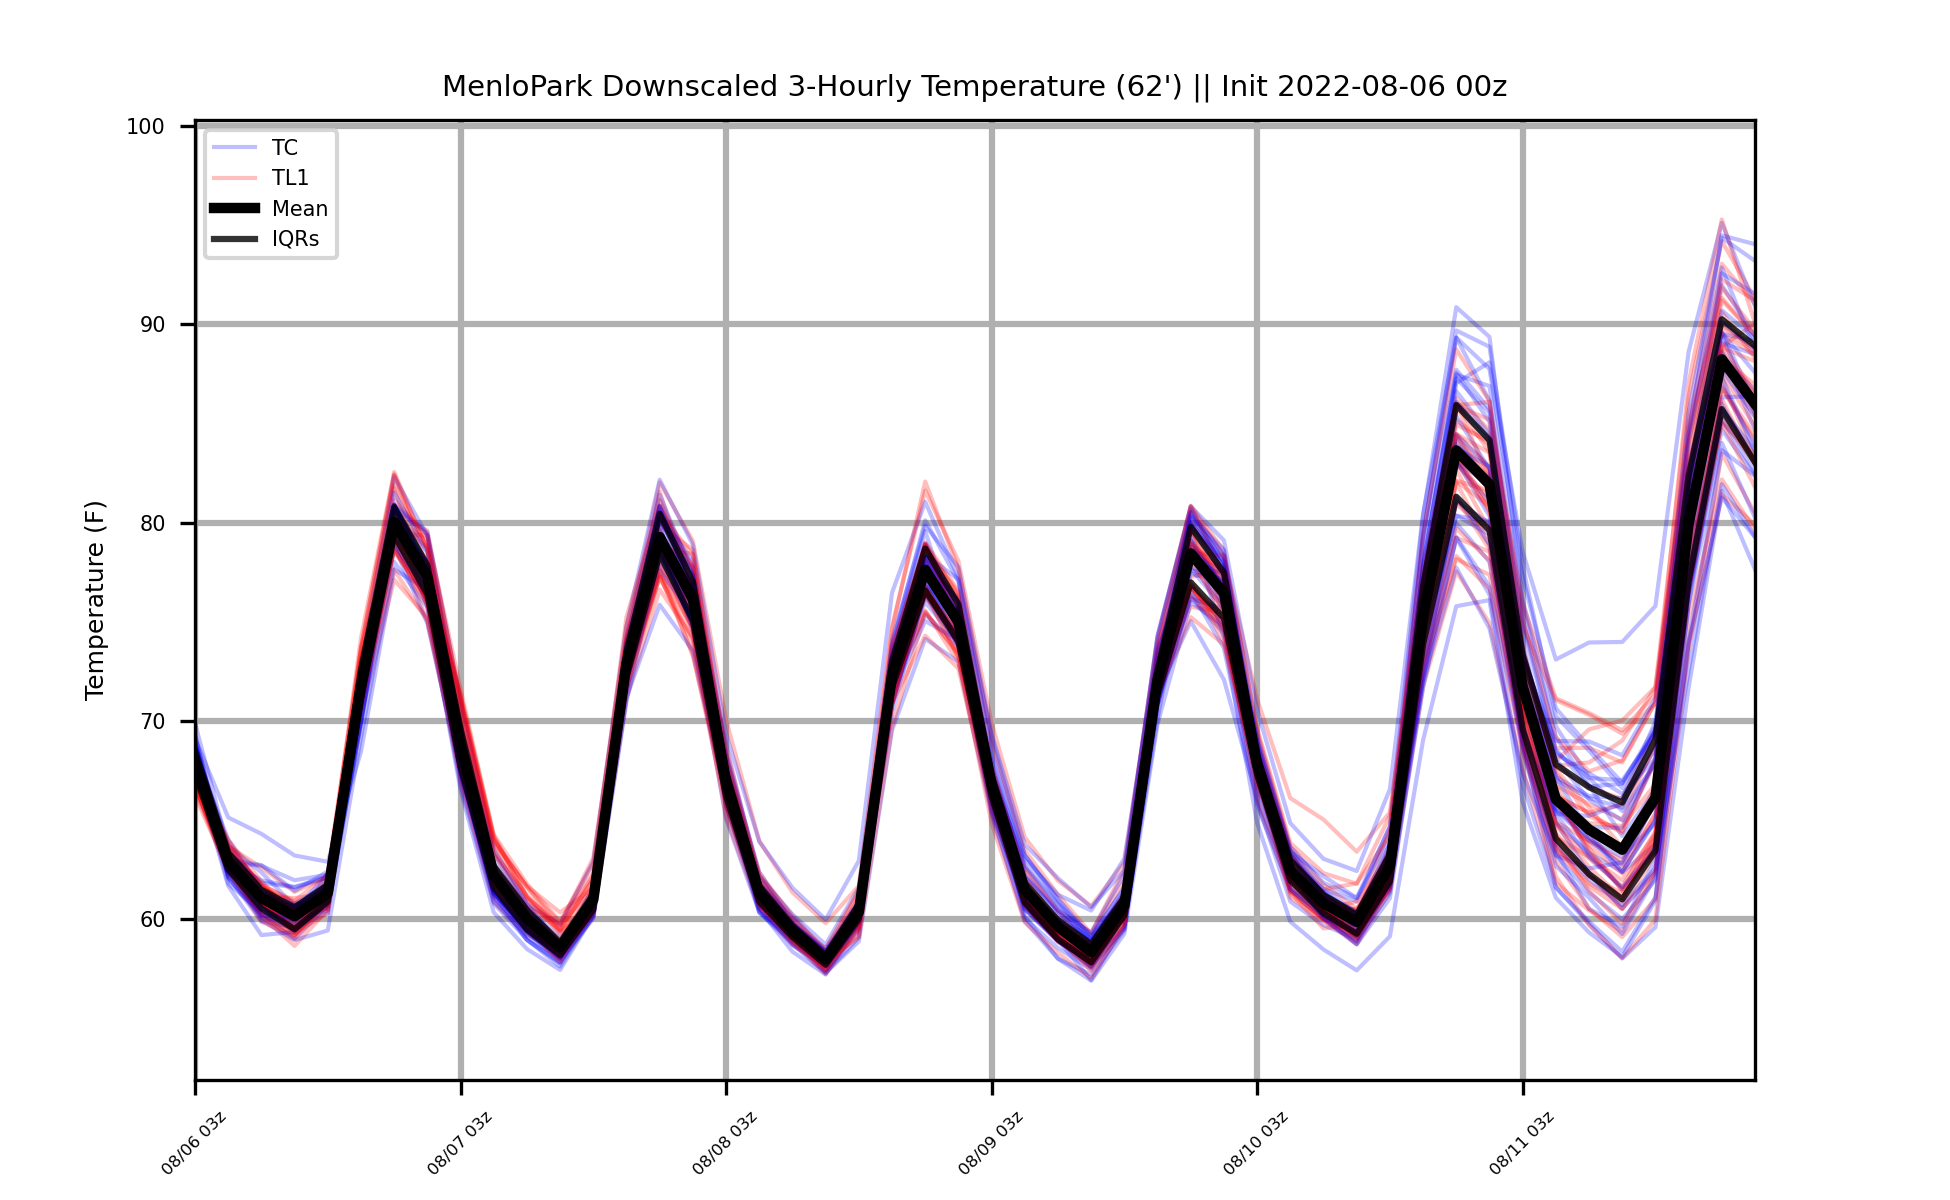 MenloPark Downscaled 3-Hourly Temperature (62') || Init 2022-08-06 00z
100
90
80
70
60
Temperature (F)
TC
TL1
Mean
IQRs
08/06 03z
08/07 03z
08/08 03z
08/09 03z
08/10 03z
08/11 03z